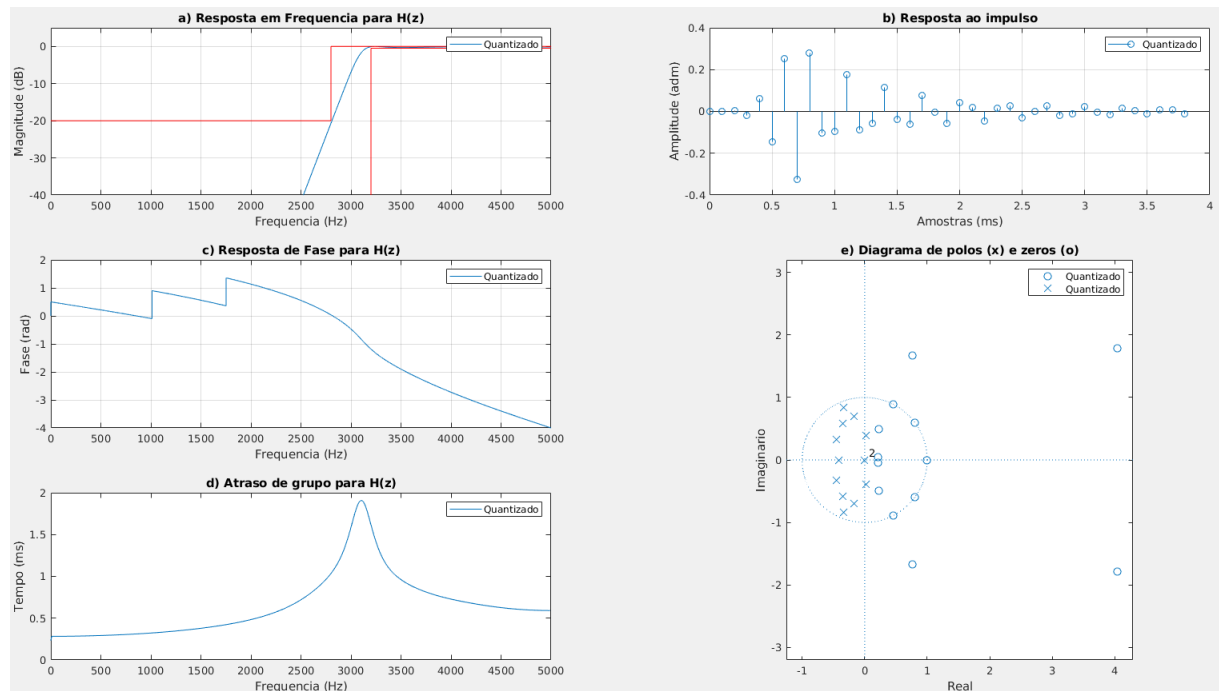 a) Resposta em Frequencia para H(z)
Quantizado
Magnitude (dB)
0
-10
-20
-30
-40
0 500 1000 1500 2000 2500 3000 3500 4000 4500 5000
Frequencia (Hz)
b) Resposta ao impulso
Quantizado
Amplitude (adm)
0.4
0.2
0
-0.2
-0.4
0 0.5 1 1.5 2 2.5 3 3.5 4
Amostras (ms)
c) Resposta de Fase para H(z)
Quantizado
Fase (rad)
2
1
0
-1
-2
-3
-4
0 500 1000 1500 2000 2500 3000 3500 4000 4500 5000
Frequencia (Hz)
d) Atraso de grupo para H(z)
Quantizado
Tempo (ms)
2
1.5
1
0.5
0
0 500 1000 1500 2000 2500 3000 3500 4000 4500 5000
Frequencia (Hz)
e) Diagrama de polos (x) e zeros (o)
Quantizado
Quantizado
Imaginario
3
2
1
0
-1
-2
-3
2
-1 0 1 2 3 4
Real